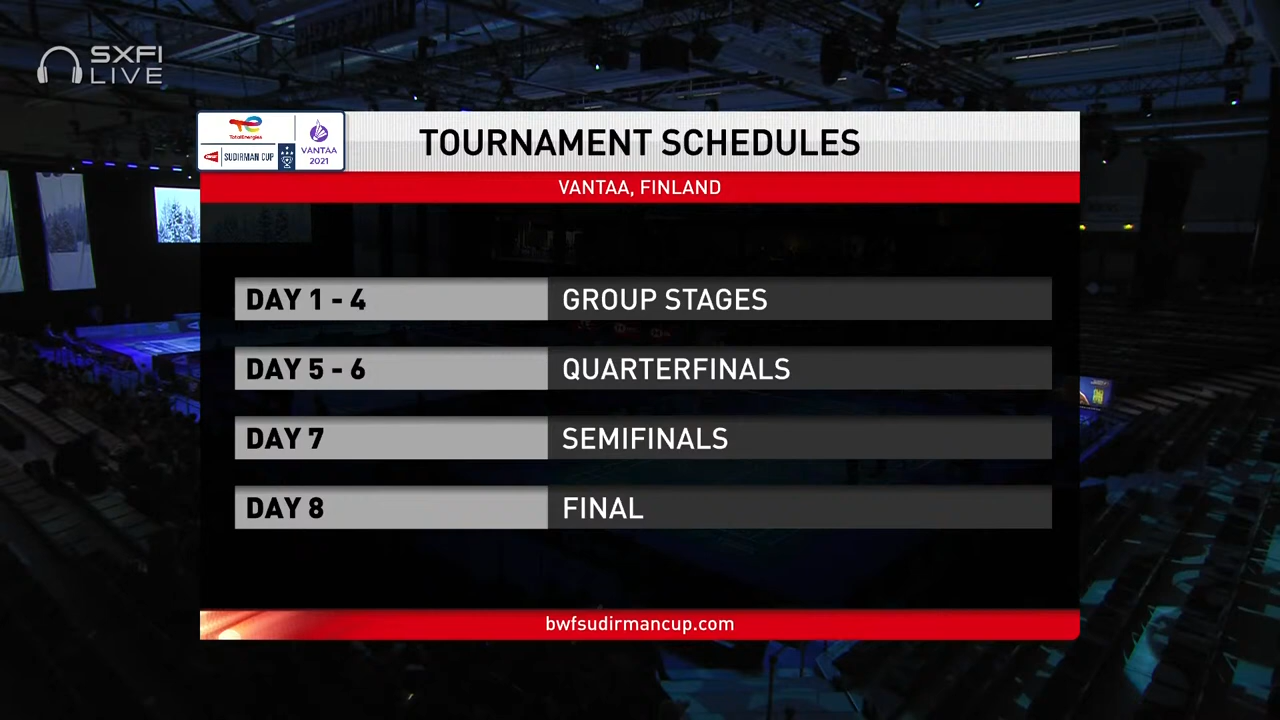 SXFI
LIVE
TotalEnergies
SUDIRMAN CUP
VANTAA
2021
TOURNAMENT SCHEDULES
VANTAA, FINLAND
DAY 1 - 4 GROUP STAGES
DAY 5 - 6 QUARTERFINALS
DAY 7 SEMIFINALS
DAY 8 FINAL
bwfsudirmancup.com